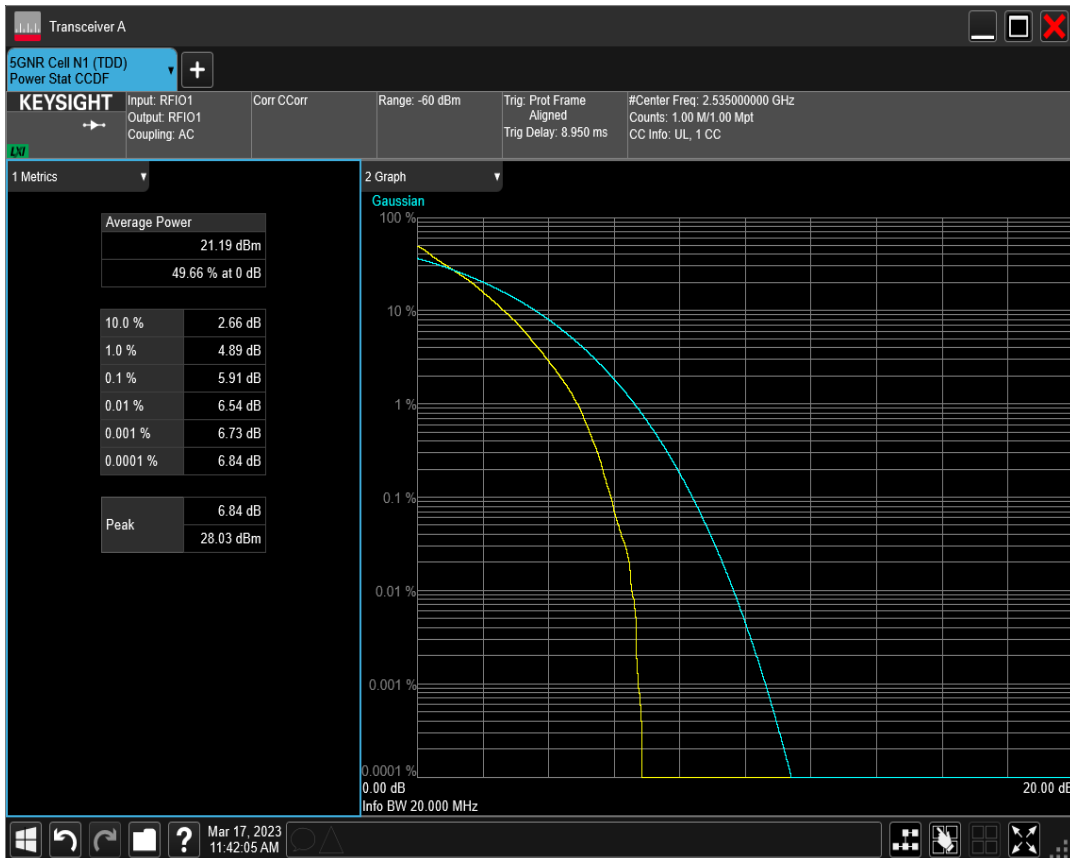 Transceiver A
5GNR Cell N1 (TDD)
Power Stat CCDF
+
KEYSIGHT
LXI
Input: RFIO1
Output: RFIO1
Coupling: AC
Corr CCorr
Range: -60 dBm
Trig: Prot Frame
Aligned
Trig Delay: 8.950 ms
#Center Freq: 2.535000000 GHz
Counts: 1.00 M/1.00 Mpt
CC Info: UL, 1 CC
1 Metrics
Average Power
21.19 dBm
49.66 % at 0 dB
10.0 % 2.66 dB
1.0 % 4.89 dB
0.1 % 5.91 dB
0.01 % 6.54 dB
0.001 % 6.73 dB
0.0001 % 6.84 dB
Peak
6.84 dB
28.03 dBm
2 Graph
Gaussian
100 %
10 %
1 %
0.1 %
0.01 %
0.001 %
0.0001 %
0.00 dB 20.00 dB
Info BW 20.000 MHz
?
Mar 17, 2023
11:42:05 AM